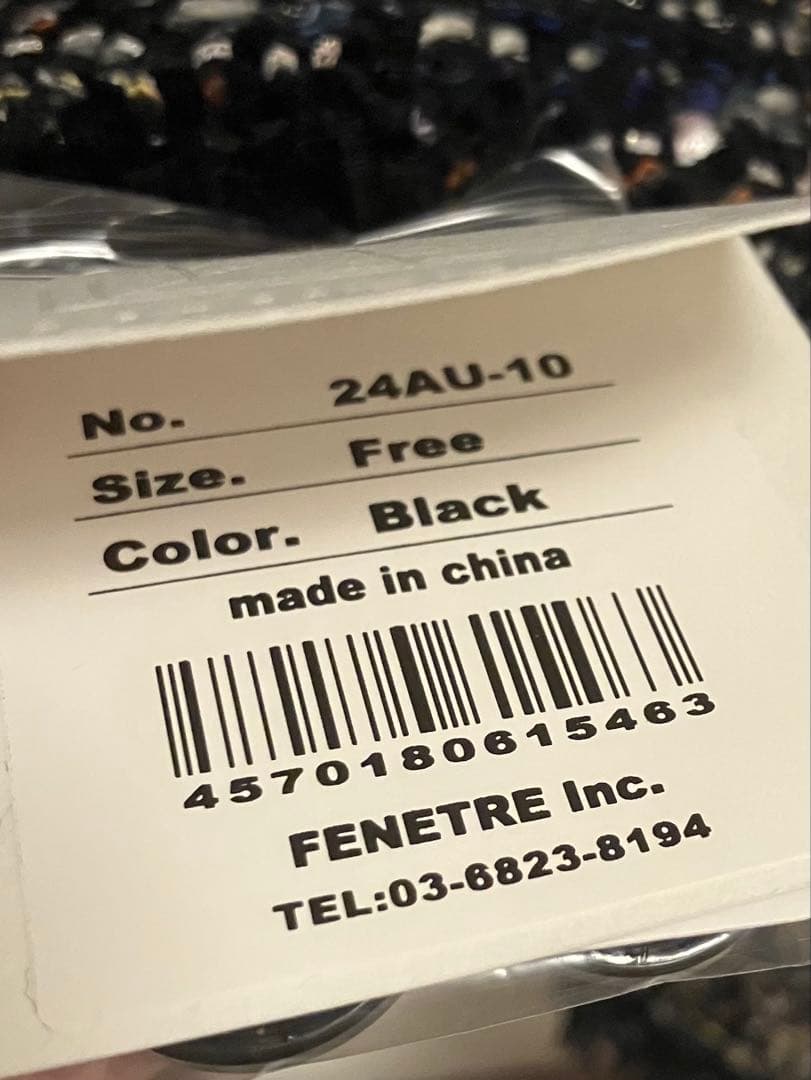 No. 24AU-10
Size. Free
Color. Black
made in china
4570180615463
FENETRE Inc.
TEL:03-6823-8194